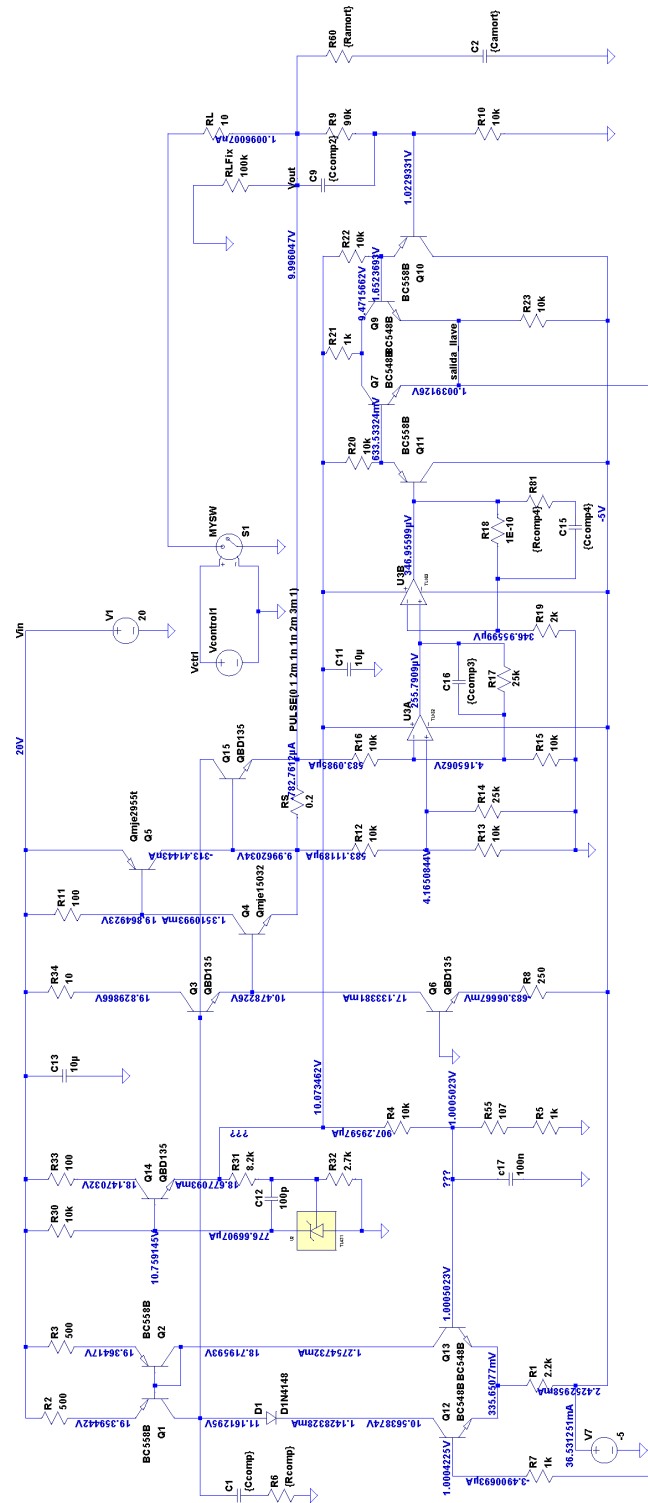 R60
{Ramort}
C2
{Camort}
RL
10
1.0096007µA
RLFix
100k
Vout
R9
90k
C9
{Ccomp2}
R10
10k
9.996047V
1.0229331V
R22
10k
BC558B
Q10
1.6523693V
9.4715662V
R21
1k
Q9
BC548B
Q7
BC548B
R23
10k
salida_llave
1.0039126V
633.53324mV
R20
10k
BC558B
Q11
MYSW
S1
Vctrl
Vcontrol1
PULSE(0 1 2m 1n 1n 2m 3m 1)
Vin
V1
20
20V
346.95599µV
U3B
R18
1E-10
R81
{Rcomp4}
C15
{Ccomp4}
-5V
R19
2k
346.95599µV
C11
10µ
255.7909µV
U3A
C16
{Ccomp3}
R17
25k
Q15
QBD135
782.7612µA
RS
0.2
R16
10k
583.0985µA
4.165062V
R15
10k
Qmje2955t
Q5
-313.41443nA
9.9962034V
R12
10k
583.11189µA
4.1650844V
R14
25k
R13
10k
R11
100
19.864923V
1.3510993mA
Qmje15032
Q4
R34
10
19.82986V
Q3
QBD135
10.478226V
17.133381mA
Q6
QBD135
-683.06667mV
R8
250
C13
10µ
10.073462V
907.2597µA
R4
10k
1.0005023V
R55
107
R5
1k
???
???
c17
100n
R33
100
18.147032V
Q14
QBD135
18.677093mA
R31
8.2k
R30
10k
10.759145V
776.66907µA
C12
100p
R32
2.7k
R3
500
19.36417V
BC558B
Q2
18.719593V
1.2754732mA
1.0005023V
Q13
BC548B
R2
500
19.359442V
BC558B
Q1
11.161295V
D1
D1N4148
1.1428328mA
10.563874V
Q12
BC548B
335.65077mV
R1
2.2k
2.4252958mA
C1
{Ccomp}
R6
{Rcomp}
1.0004225V
-3.4900693µA
R7
1k
36.531251mA
V7
-5